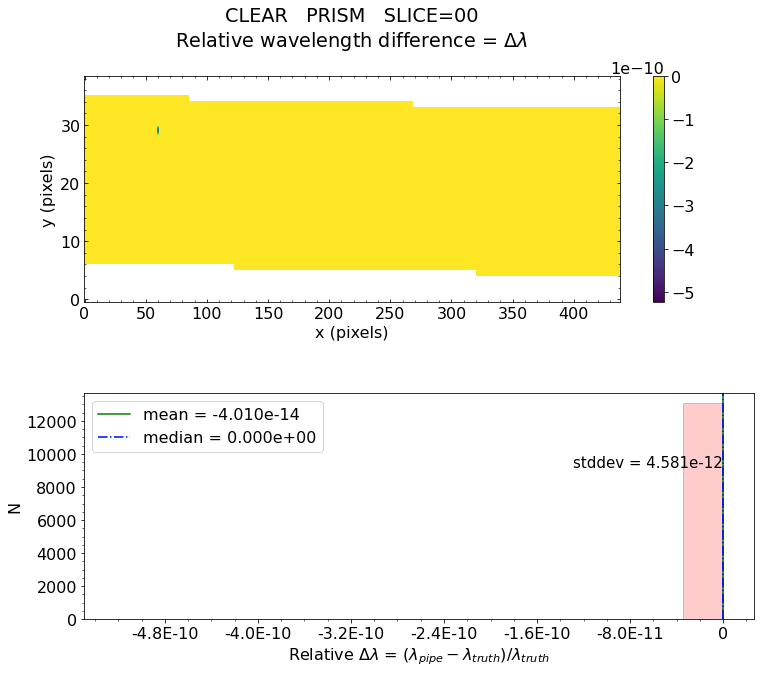 CLEAR   PRISM   SLICE=00
Relative wavelength difference = Δλ
1e−10
0
−1
−2
−3
−4
−5
30
20
10
0
y (pixels)
0 50 100 150 200 250 300 350 400
x (pixels)
mean = -4.010e-14
median = 0.000e+00
stddev = 4.581e-12
12000
10000
8000
6000
4000
2000
0
N
-4.8E-10 -4.0E-10 -3.2E-10 -2.4E-10 -1.6E-10 -8.0E-11 0
Relative Δλ = (λpipe − λtruth)/λtruth